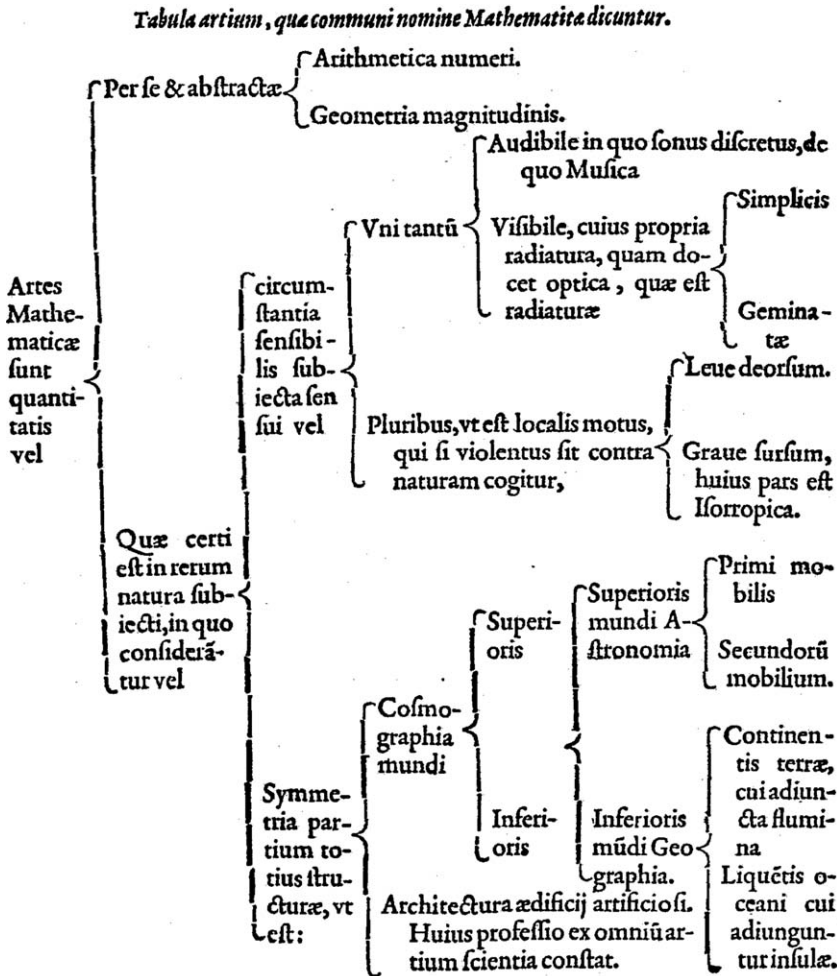 Tabula artium, quæ communi nomine Mathematitæ dicuntur.
Artes
Mathe-
maticæ
ſunt
quanti-
tatis
vel
Per ſe & abſtractæ
Arithmetica numeri.
Geometria magnitudinis.
Quæ certi
eſt in rerum
natura ſub-
iecti, in quo
conſiderã-
tur vel
circum-
ſtantia
ſenſibi-
lis ſub-
iecta ſen
ſui vel
Vni tantũ
Audibile in quo ſonus diſcretus, de
quo Muſica
Viſibile, cuius propria
radiatura, quam do-
cet optica, quæ eſt
radiaturæ
Simplicis
Gemina-
tæ
Pluribus, vt eſt localis motus,
qui ſi violentus ſit contra
naturam cogitur,
Leue deorſum.
Graue ſurſum,
huius pars eſt
Iſorropica.
Symme-
tria par-
tium to-
tius ſtru-
cturæ, vt
eſt:
Coſmo-
graphia
mundi
Superi-
oris
Inferi-
oris
Superioris
mundi A-
ſtronomia
Primi mo-
bilis
Secundorũ
mobilium.
Inferioris
mũdi Geo
graphia.
Continen-
tis terræ,
cui adiun-
cta flumi-
na
Liquẽtis o-
ceani cui
adiungun-
tur inſulæ.
Architectura ædificij artificioſi.
Huius profeſſio ex omniũ ar-
tium ſcientia conſtat.